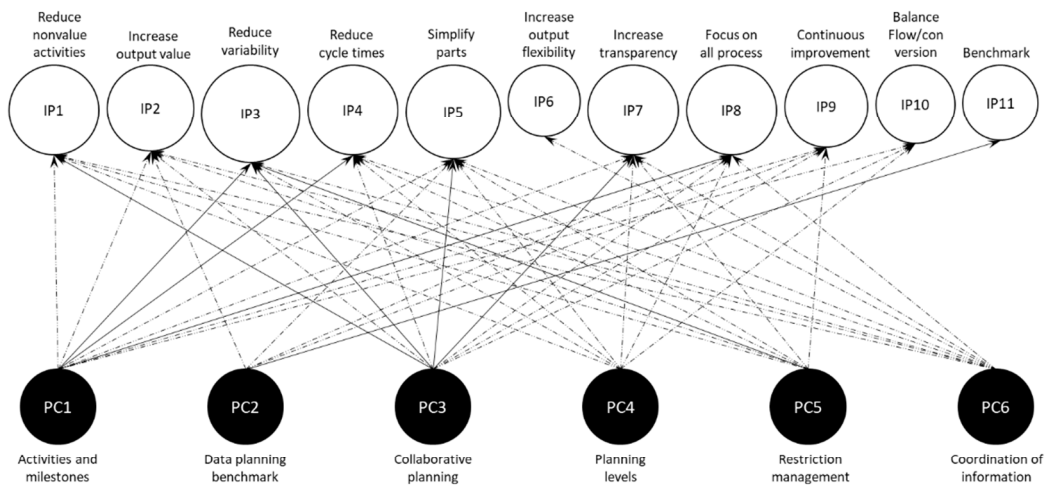 Reduce
nonvalue
activities
Increase
output value
Reduce
variability
Reduce
cycle times
Simplify
parts
Increase
output
flexibility
Increase
transparency
Focus on
all process
Continuous
improvement
Balance
Flow/con
version
Benchmark
IP1
IP2
IP3
IP4
IP5
IP6
IP7
IP8
IP9
IP10
IP11
PC1
PC2
PC3
PC4
PC5
PC6
Activities and
milestones
Data planning
benchmark
Collaborative
planning
Planning
levels
Restriction
management
Coordination of
information